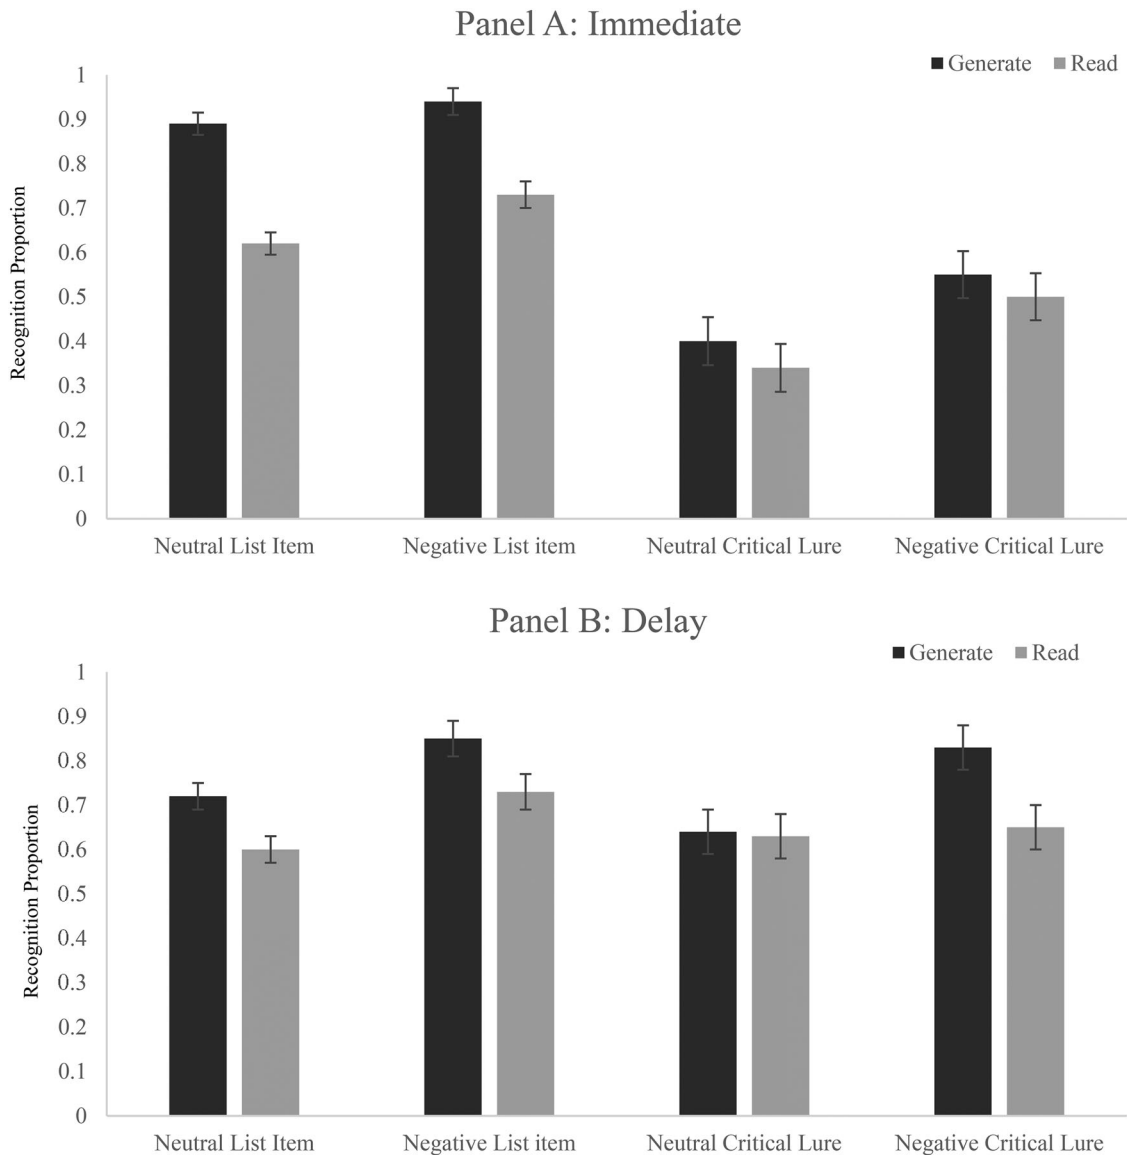 Panel A: Immediate
Generate Read
Recognition Proportion
1
0.9
0.8
0.7
0.6
0.5
0.4
0.3
0.2
0.1
0
Neutral List Item Negative List item Neutral Critical Lure Negative Critical Lure
Panel B: Delay
Generate Read
Recognition Proportion
1
0.9
0.8
0.7
0.6
0.5
0.4
0.3
0.2
0.1
0
Neutral List Item Negative List item Neutral Critical Lure Negative Critical Lure